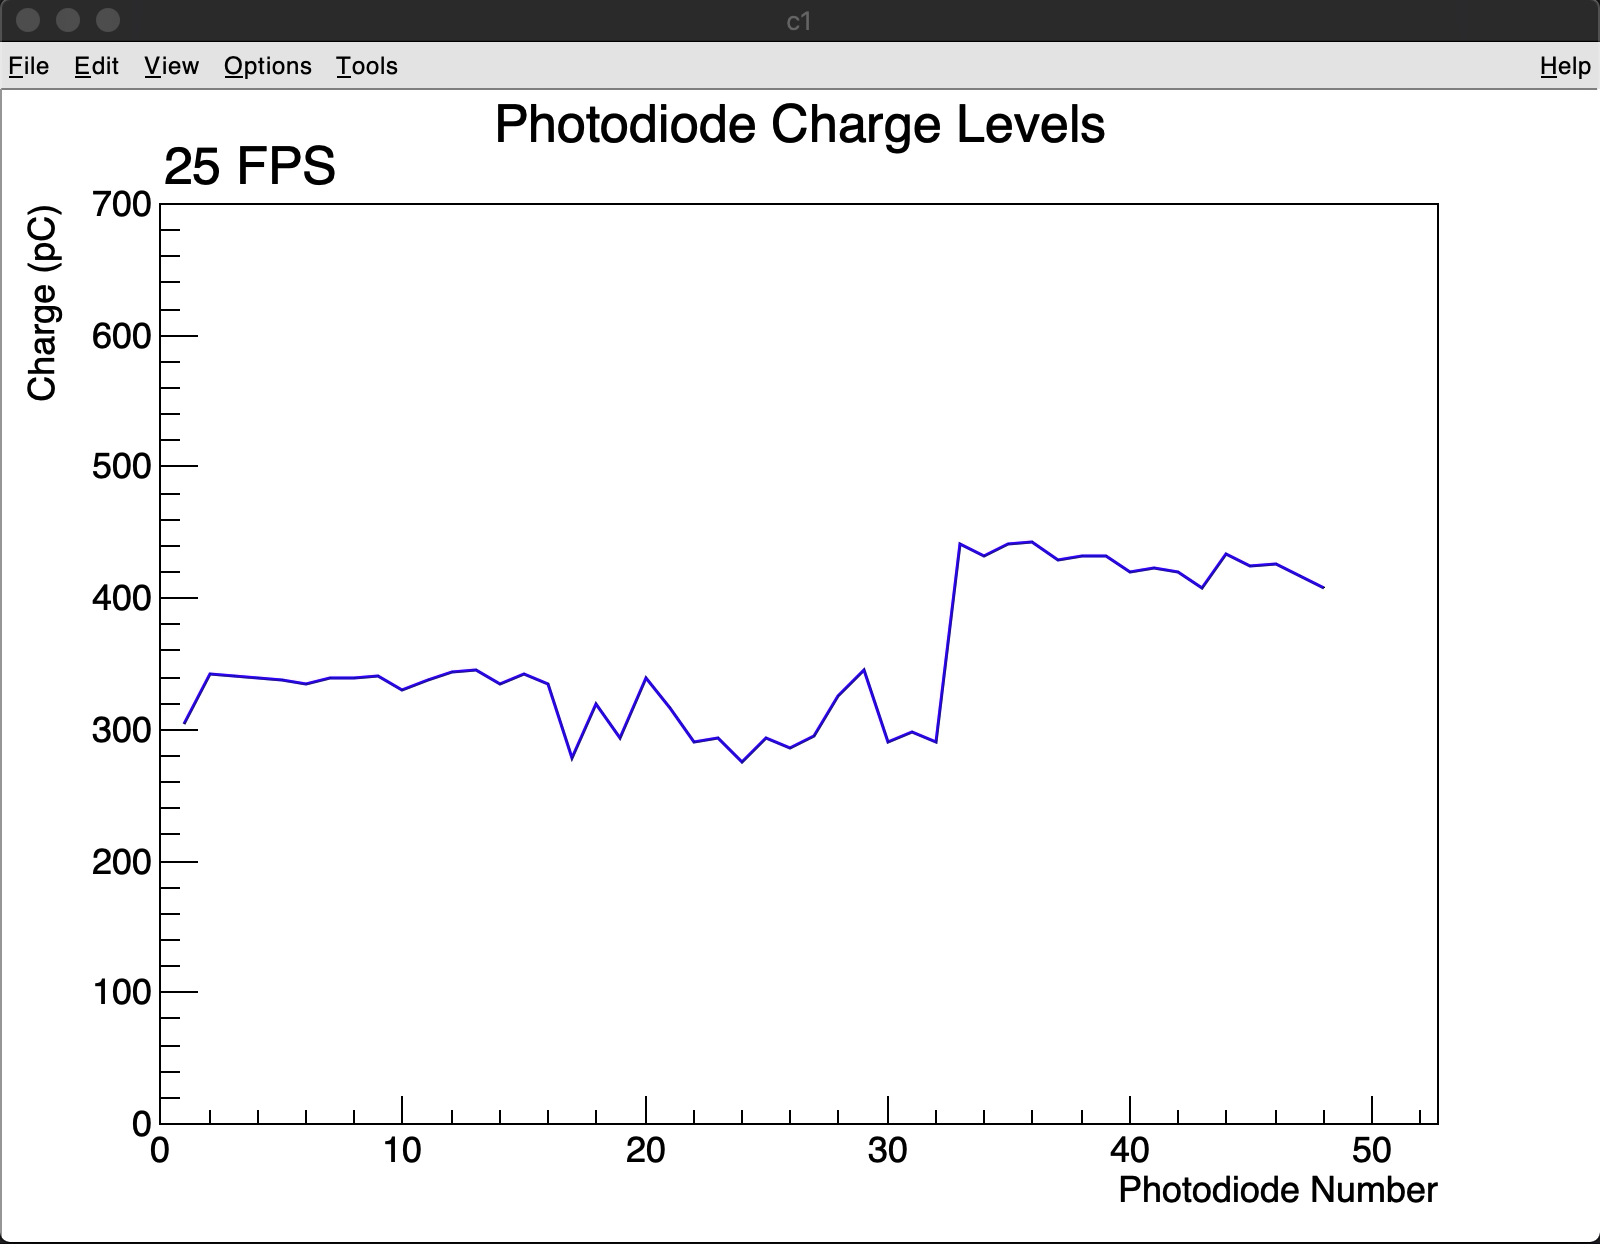 c1
File Edit View Options Tools Help
Photodiode Charge Levels
25 FPS
Charge (pC)
700
600
500
400
300
200
100
0
0 10 20 30 40 50
Photodiode Number